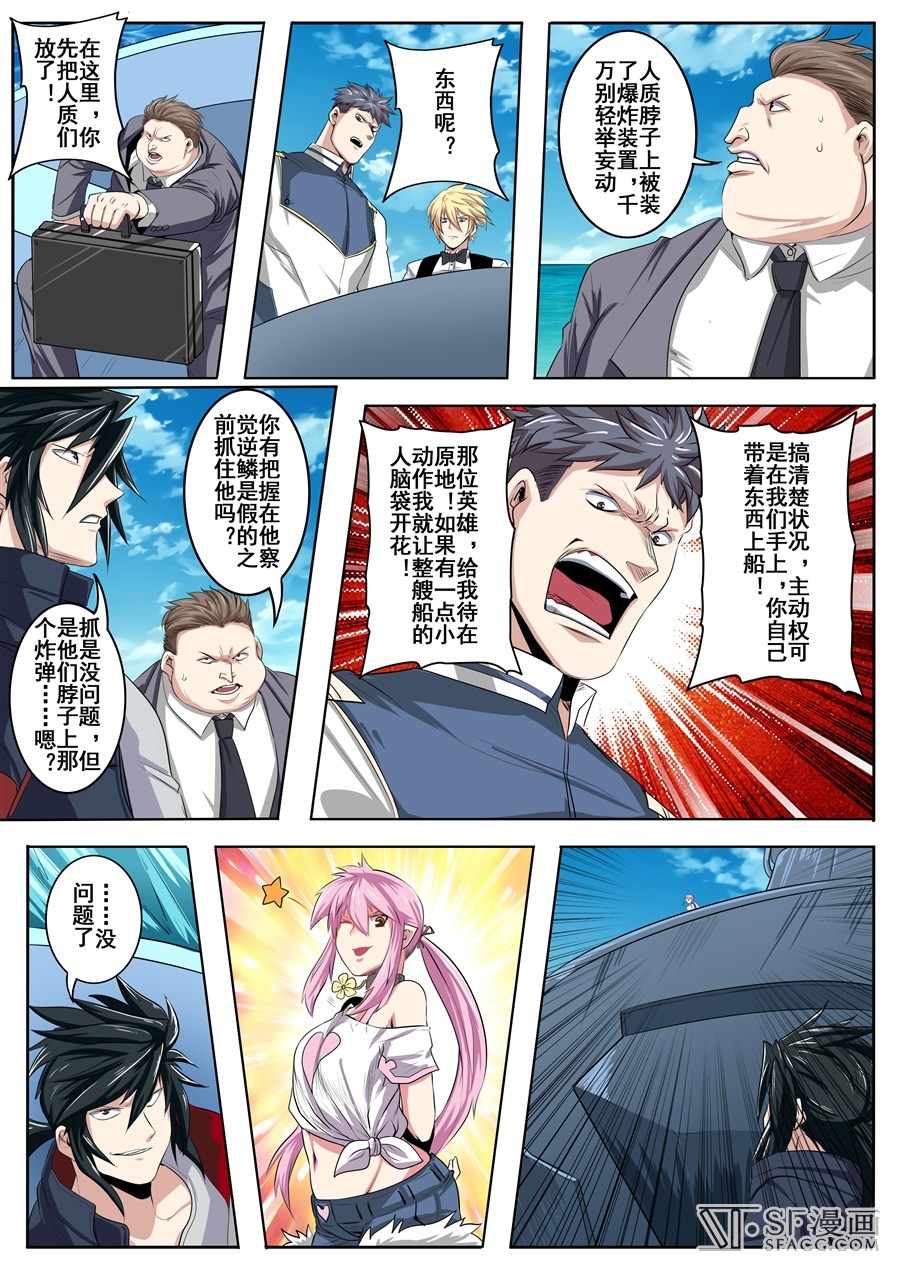 人质脖子上被装
了爆炸装置，千
万别轻举妄动
东西呢？
在这里，你
先把人质们
放了！
搞清楚状况，主动权可
是在我们手上，你自己
带着东西上船！
那位英雄，给我待在
原地！如果有一点小
动作我就让整艘船的
人脑袋开花！
你有把握在他察
觉逆鳞是假的之
前抓住他吗？
抓是没问题，但
是他们脖子上那
个炸弹……嗯？
……没
问题了
SF漫画
SFACG.COM